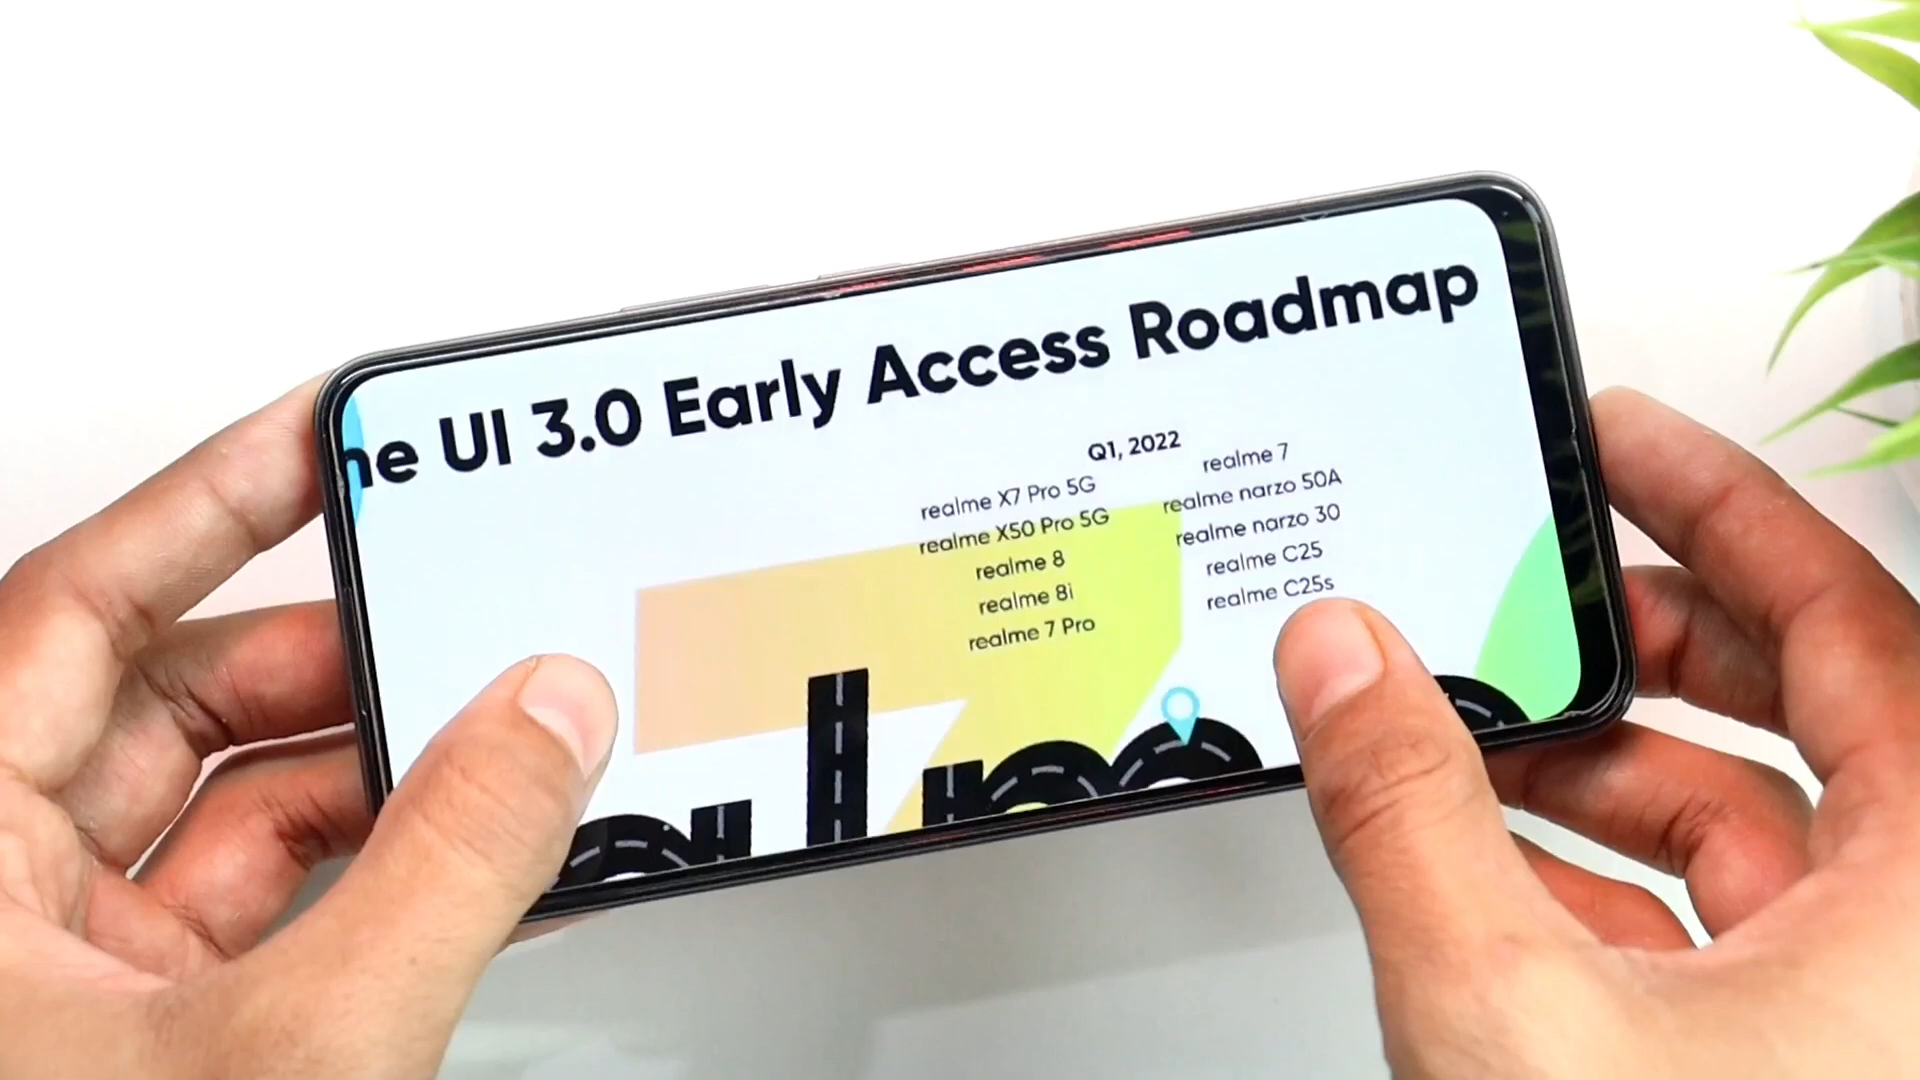 ne UI 3.0 Early Access Roadmap
Q1, 2022
realme X7 Pro 5G
realme X50 Pro 5G
realme 8
realme 8i
realme 7 Pro
realme 7
realme narzo 50A
realme narzo 30
realme C25
realme C25s